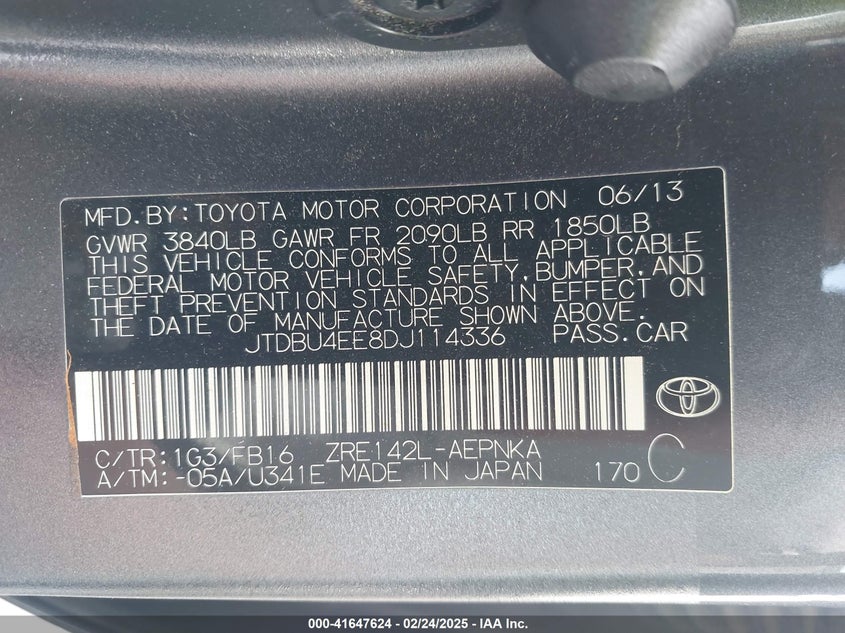 MFD.BY:TOYOTA MOTOR CORPORATION 06/13
GVWR 3840LB GAWR FR 2090LB RR 1850LB
THIS VEHICLE CONFORMS TO ALL APPLICABLE
FEDERAL MOTOR VEHICLE SAFETY,BUMPER,AND
THEFT PREVENTION STANDARDS IN EFFECT ON
THE DATE OF MANUFACTURE SHOWN ABOVE.
JTDBU4EE8DJ114336 PASS.CAR
C/TR:1G3/FB16 ZRE142L-AEPNKA
A/TM:-05A/U341E MADE IN JAPAN 170 C
000-41647624 - 02/24/2025 - IAA Inc.